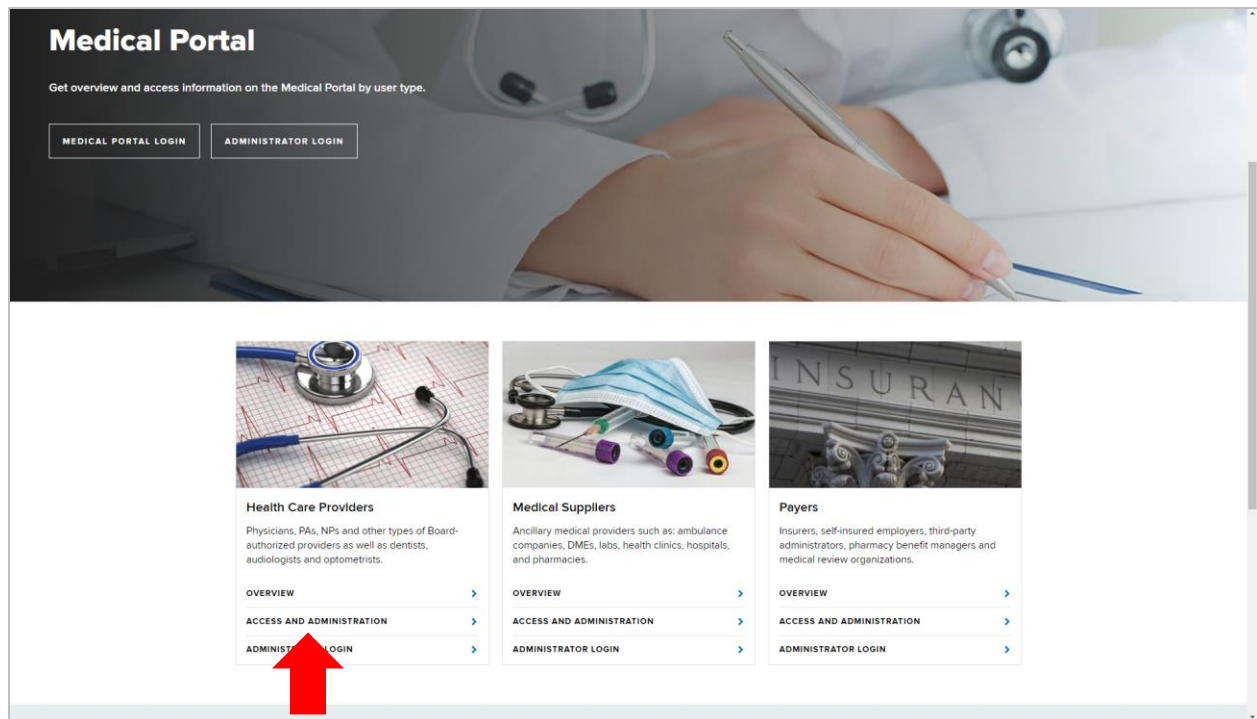 Medical Portal
Get overview and access information on the Medical Portal by user type.
MEDICAL PORTAL LOGIN
ADMINISTRATOR LOGIN
INSURAN
Health Care Providers
Physicians, PAs, NPs and other types of Board-
authorized providers as well as dentists,
audiologists and optometrists.
OVERVIEW
ACCESS AND ADMINISTRATION
LOGIN
Medical Suppliers
Ancillary medical providers such as: ambulance
companies, DMEs, labs, health clinics, hospitals,
and pharmacies.
OVERVIEW
ACCESS AND ADMINISTRATION
ADMINISTRATOR LOGIN
Payers
Insurers, self-insured employers, third-party
administrators, pharmacy benefit managers and
medical review organizations.
OVERVIEW
ACCESS AND ADMINISTRATION
ADMINISTRATOR LOGIN